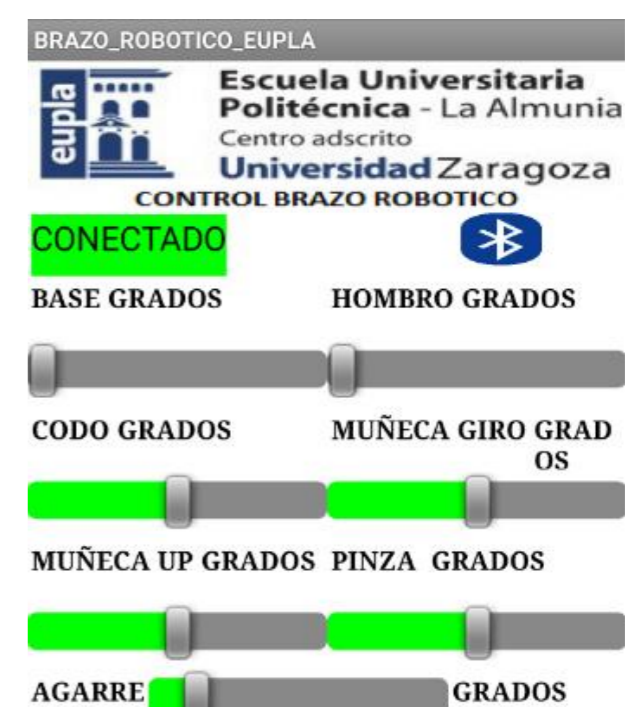 BRAZO_ROBOTICO_EUPLA
eupla
Escuela Universitaria
Politécnica - La Almunia
Centro adscrito
Universidad Zaragoza
CONTROL BRAZO ROBOTICO
CONECTADO
BASE GRADOS
HOMBRO GRADOS
CODO GRADOS
MUÑECA GIRO GRAD
OS
MUÑECA UP GRADOS
PINZA GRADOS
AGARRE GRADOS